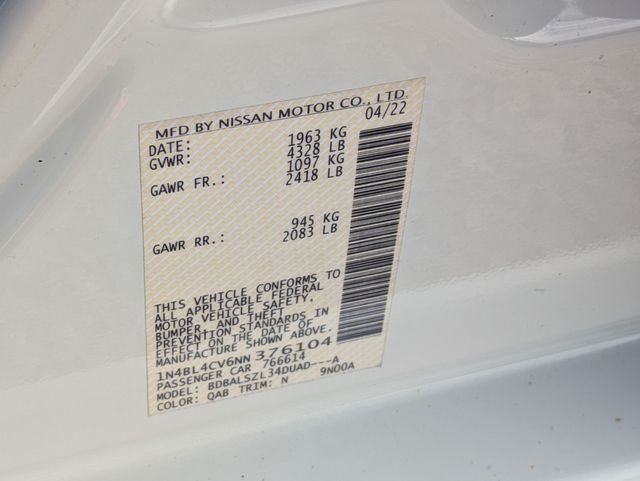 MFD BY NISSAN MOTOR CO., LTD.
DATE: 04/22
GVWR: 1963 KG
4328 LB
GAWR FR.: 1097 KG
2418 LB
GAWR RR.: 945 KG
2083 LB
THIS VEHICLE CONFORMS TO
ALL APPLICABLE FEDERAL
MOTOR VEHICLE SAFETY,
BUMPER, AND THEFT
PREVENTION STANDARDS IN
EFFECT ON THE DATE OF
MANUFACTURE SHOWN ABOVE.
1N4BL4CV6NN376104
PASSENGER CAR 766614
MODEL: BDBALSZL34DUAD---A
COLOR: QAB TRIM: N 9N00A